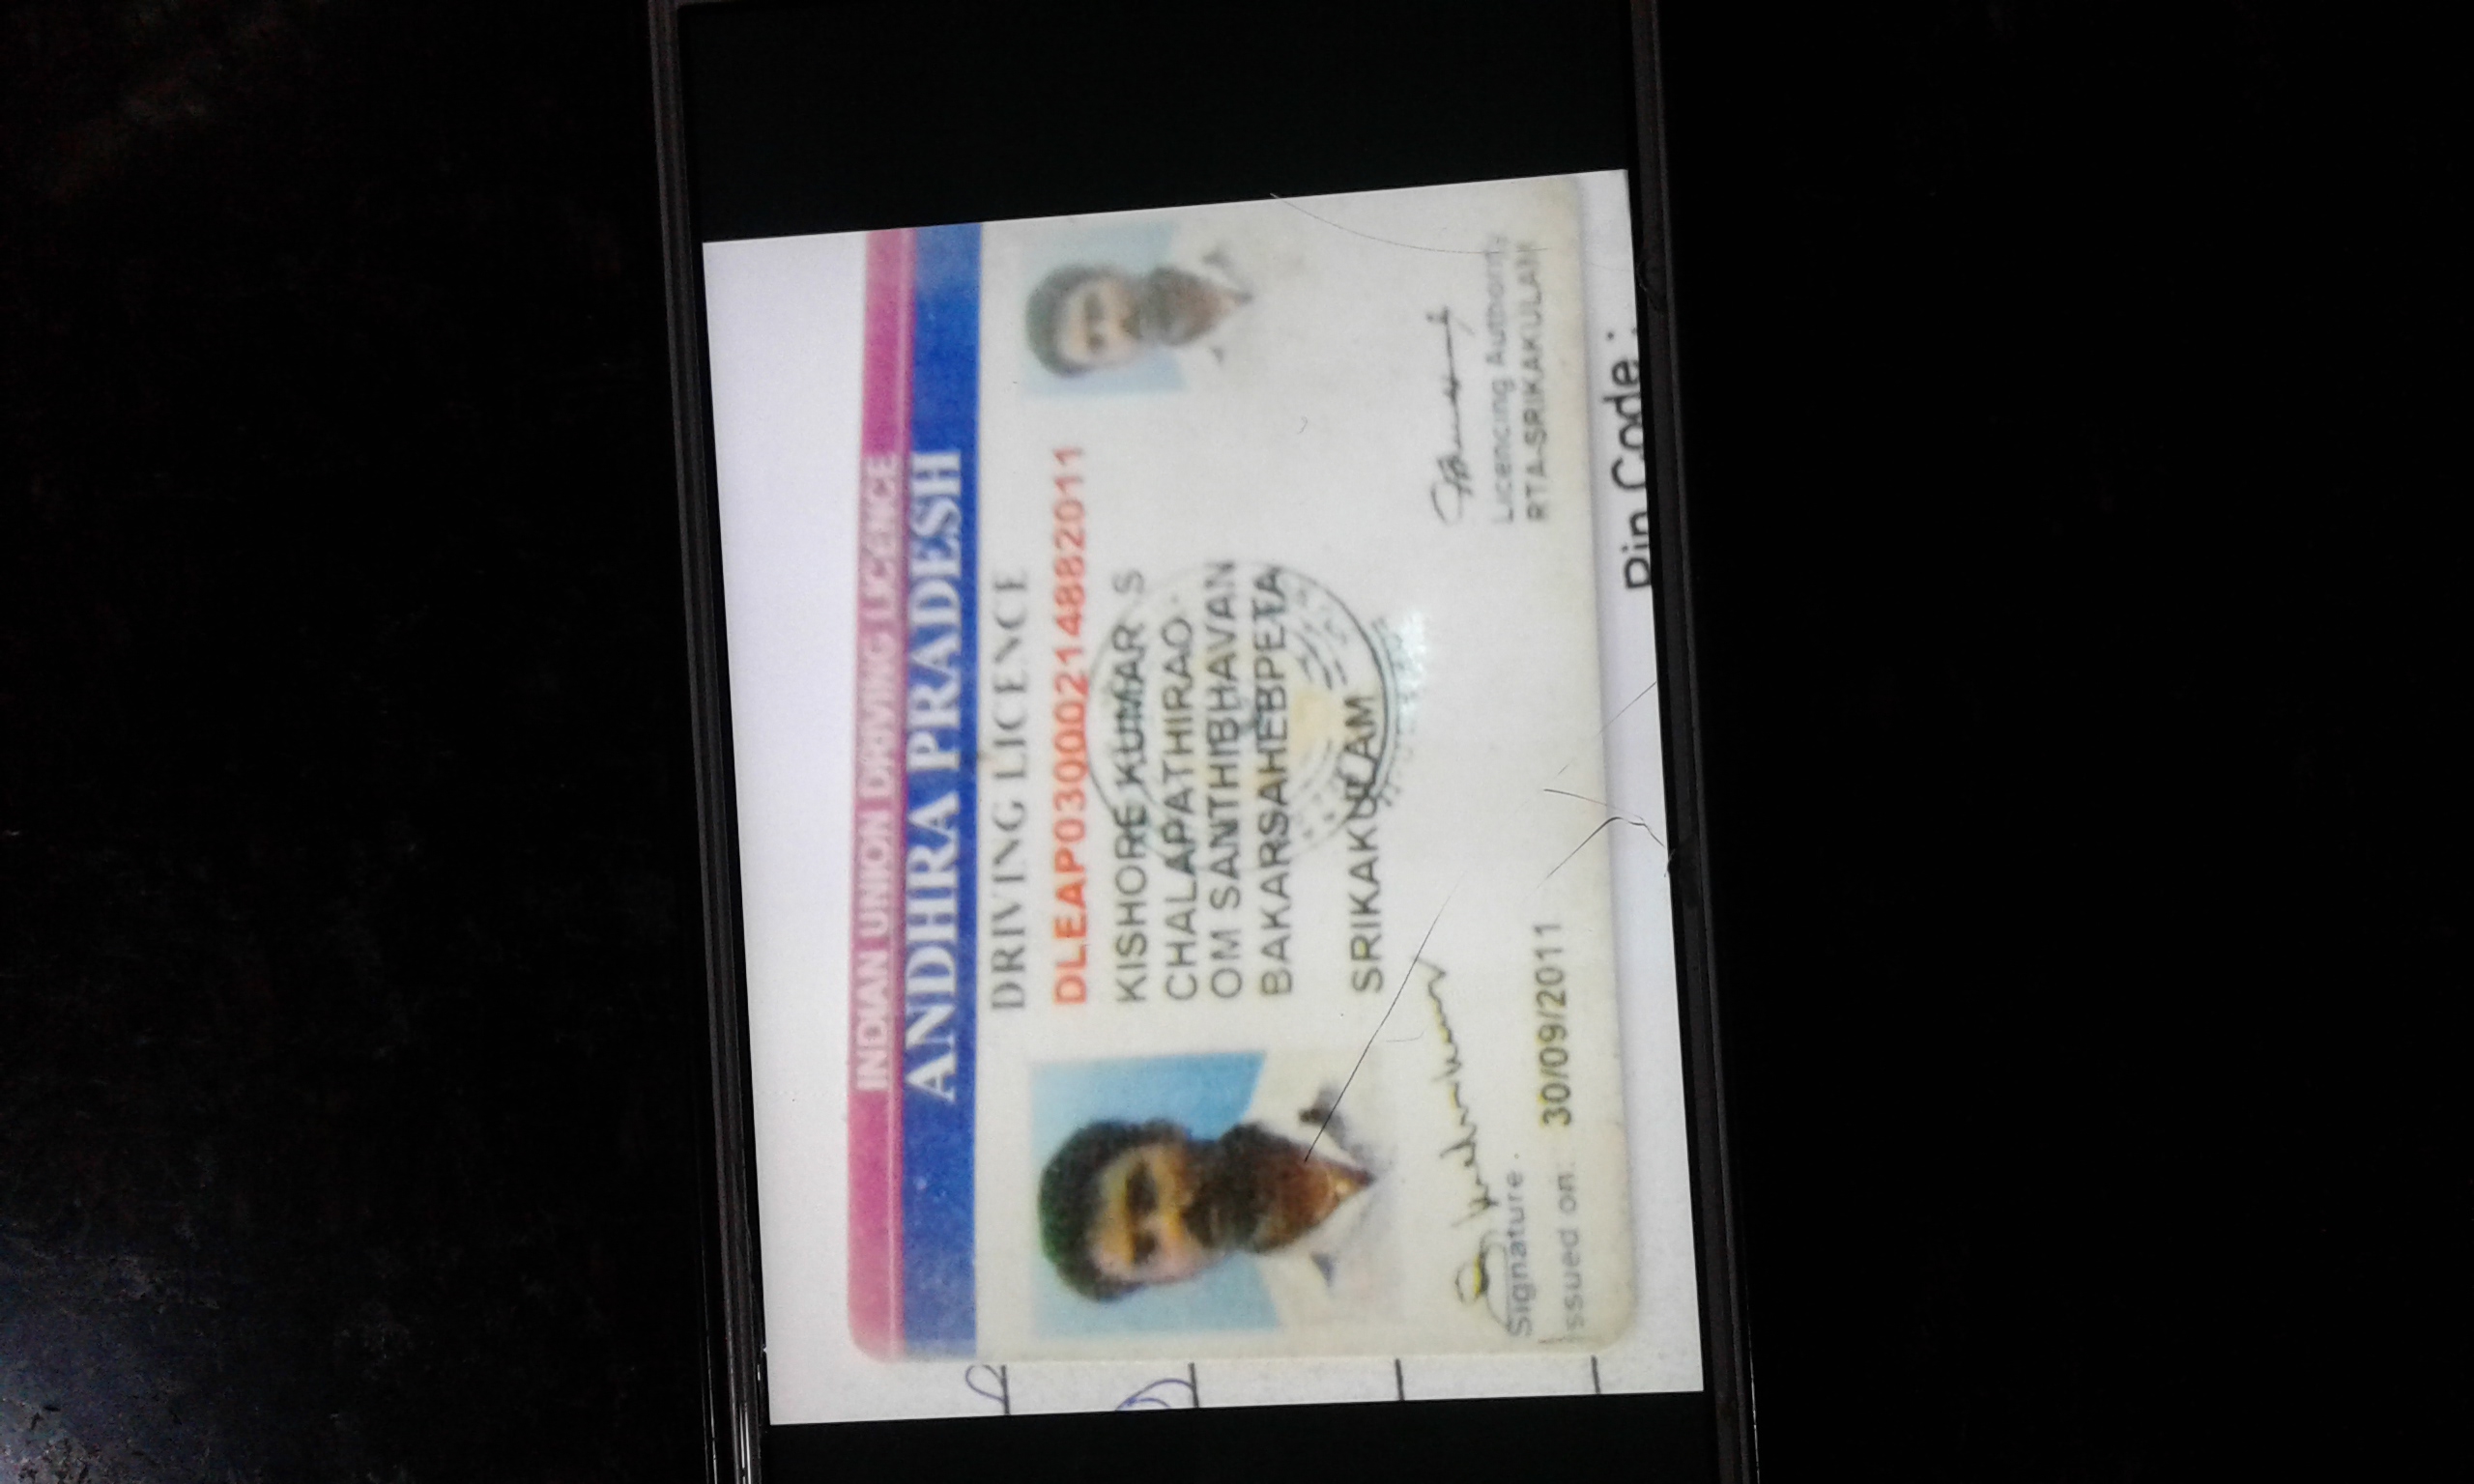 INDIAN UNION DRIVING LICENCE
ANDHRA PRADESH
DRIVING LICENCE
DLEAP03000214882011
KISHORE KUMAR S
CHALAPATHIRAO
OM SANTHIBHAVAN
BAKARSAHEBPETA
SRIKAKULAM
Signature
Issued on: 30/09/2011
Licencing Authority
RTA-SRIKAKULAM
Pin Code :